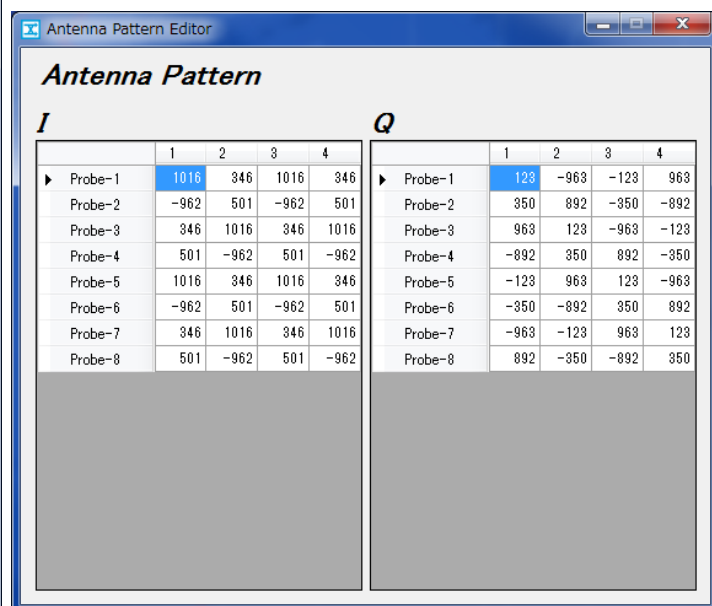 Antenna Pattern Editor
Antenna Pattern
I
1 2 3 4
Probe-1 1016 346 1016 346
Probe-2 -962 501 -962 501
Probe-3 346 1016 346 1016
Probe-4 501 -962 501 -962
Probe-5 1016 346 1016 346
Probe-6 -962 501 -962 501
Probe-7 346 1016 346 1016
Probe-8 501 -962 501 -962
Q
1 2 3 4
Probe-1 123 -963 -123 963
Probe-2 350 892 -350 -892
Probe-3 963 123 -963 -123
Probe-4 -892 350 892 -350
Probe-5 -123 963 123 -963
Probe-6 -350 -892 350 892
Probe-7 -963 -123 963 123
Probe-8 892 -350 -892 350